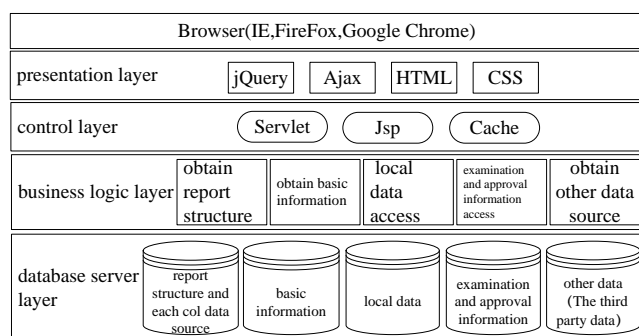 Browser(IE,FireFox,Google Chrome)
presentation layer
jQuery
Ajax
HTML
CSS
control layer
Servlet
Jsp
Cache
business logic layer
obtain
report
structure
obtain basic
information
local
data
access
examination
and approval
information
access
obtain
other data
source
database server
layer
report
structure and
each col data
source
basic
information
local data
examination
and approval
information
other data
(The third
party data)